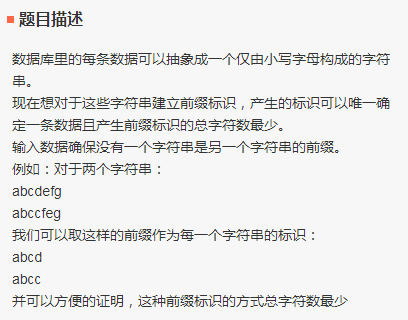 题目描述
数据库里的每条数据可以抽象成一个仅由小写字母构成的字符
串。
现在想对于这些字符串建立前缀标识，产生的标识可以唯一确
定一条数据且产生前缀标识的总字符数最少。
输入数据确保没有一个字符串是另一个字符串的前缀。
例如：对于两个字符串：
abcdefg
abccfeg
我们可以取这样的前缀作为每一个字符串的标识：
abcd
abcc
并可以方便的证明，这种前缀标识的方式总字符数最少